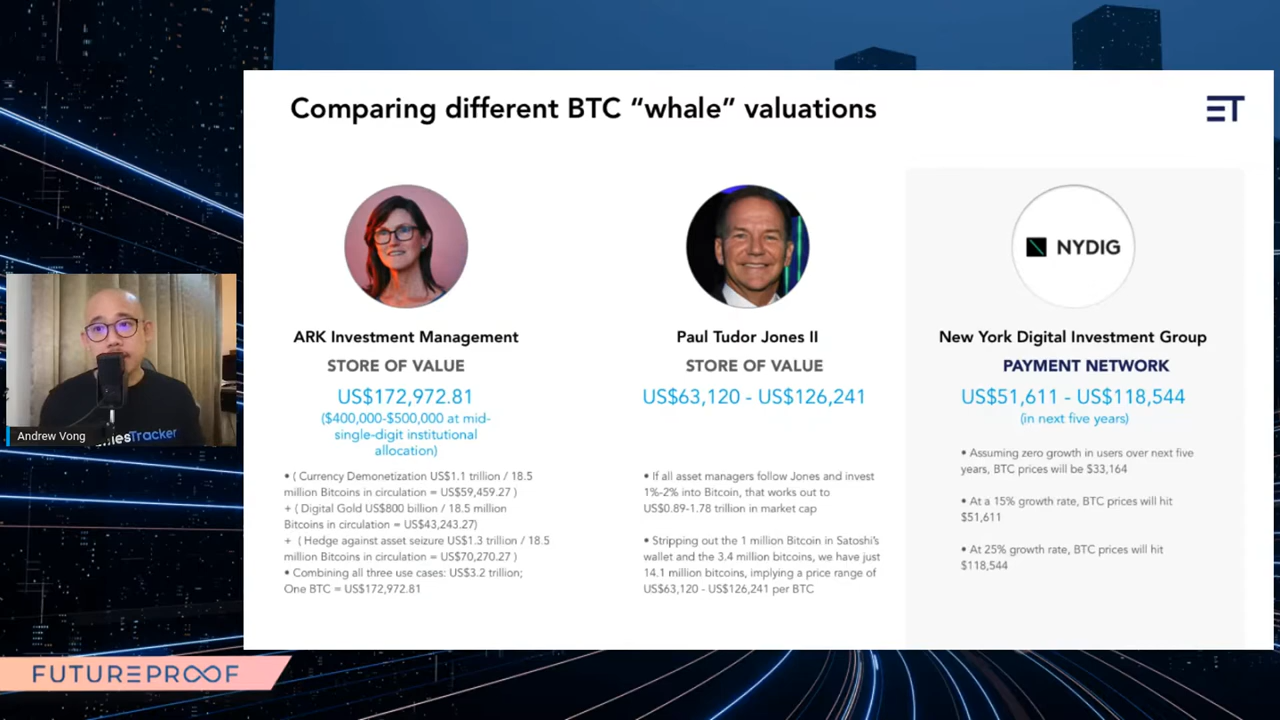 Comparing different BTC “whale” valuations
ET
NYDIG
ARK Investment Management
STORE OF VALUE
US$172,972.81
($400,000-$500,000 at mid-
single-digit institutional
allocation)
• ( Currency Demonetization US$1.1 trillion / 18.5
million Bitcoins in circulation = US$59,459.27 )
+ ( Digital Gold US$800 billion / 18.5 million
Bitcoins in circulation = US$43,243.27)
+ ( Hedge against asset seizure US$1.3 trillion / 18.5
million Bitcoins in circulation = US$70,270.27 )
• Combining all three use cases: US$3.2 trillion;
One BTC = US$172,972.81
Paul Tudor Jones II
STORE OF VALUE
US$63,120 - US$126,241
• If all asset managers follow Jones and invest
1%-2% into Bitcoin, that works out to
US$0.89-1.78 trillion in market cap
• Stripping out the 1 million Bitcoin in Satoshi’s
wallet and the 3.4 million bitcoins, we have just
14.1 million bitcoins, implying a price range of
US$63,120 - US$126,241 per BTC
New York Digital Investment Group
PAYMENT NETWORK
US$51,611 - US$118,544
(in next five years)
• Assuming zero growth in users over next five
years, BTC prices will be $33,164
• At a 15% growth rate, BTC prices will hit
$51,611
• At 25% growth rate, BTC prices will hit
$118,544
Tracker
Andrew Vong
FUTUREPROOF